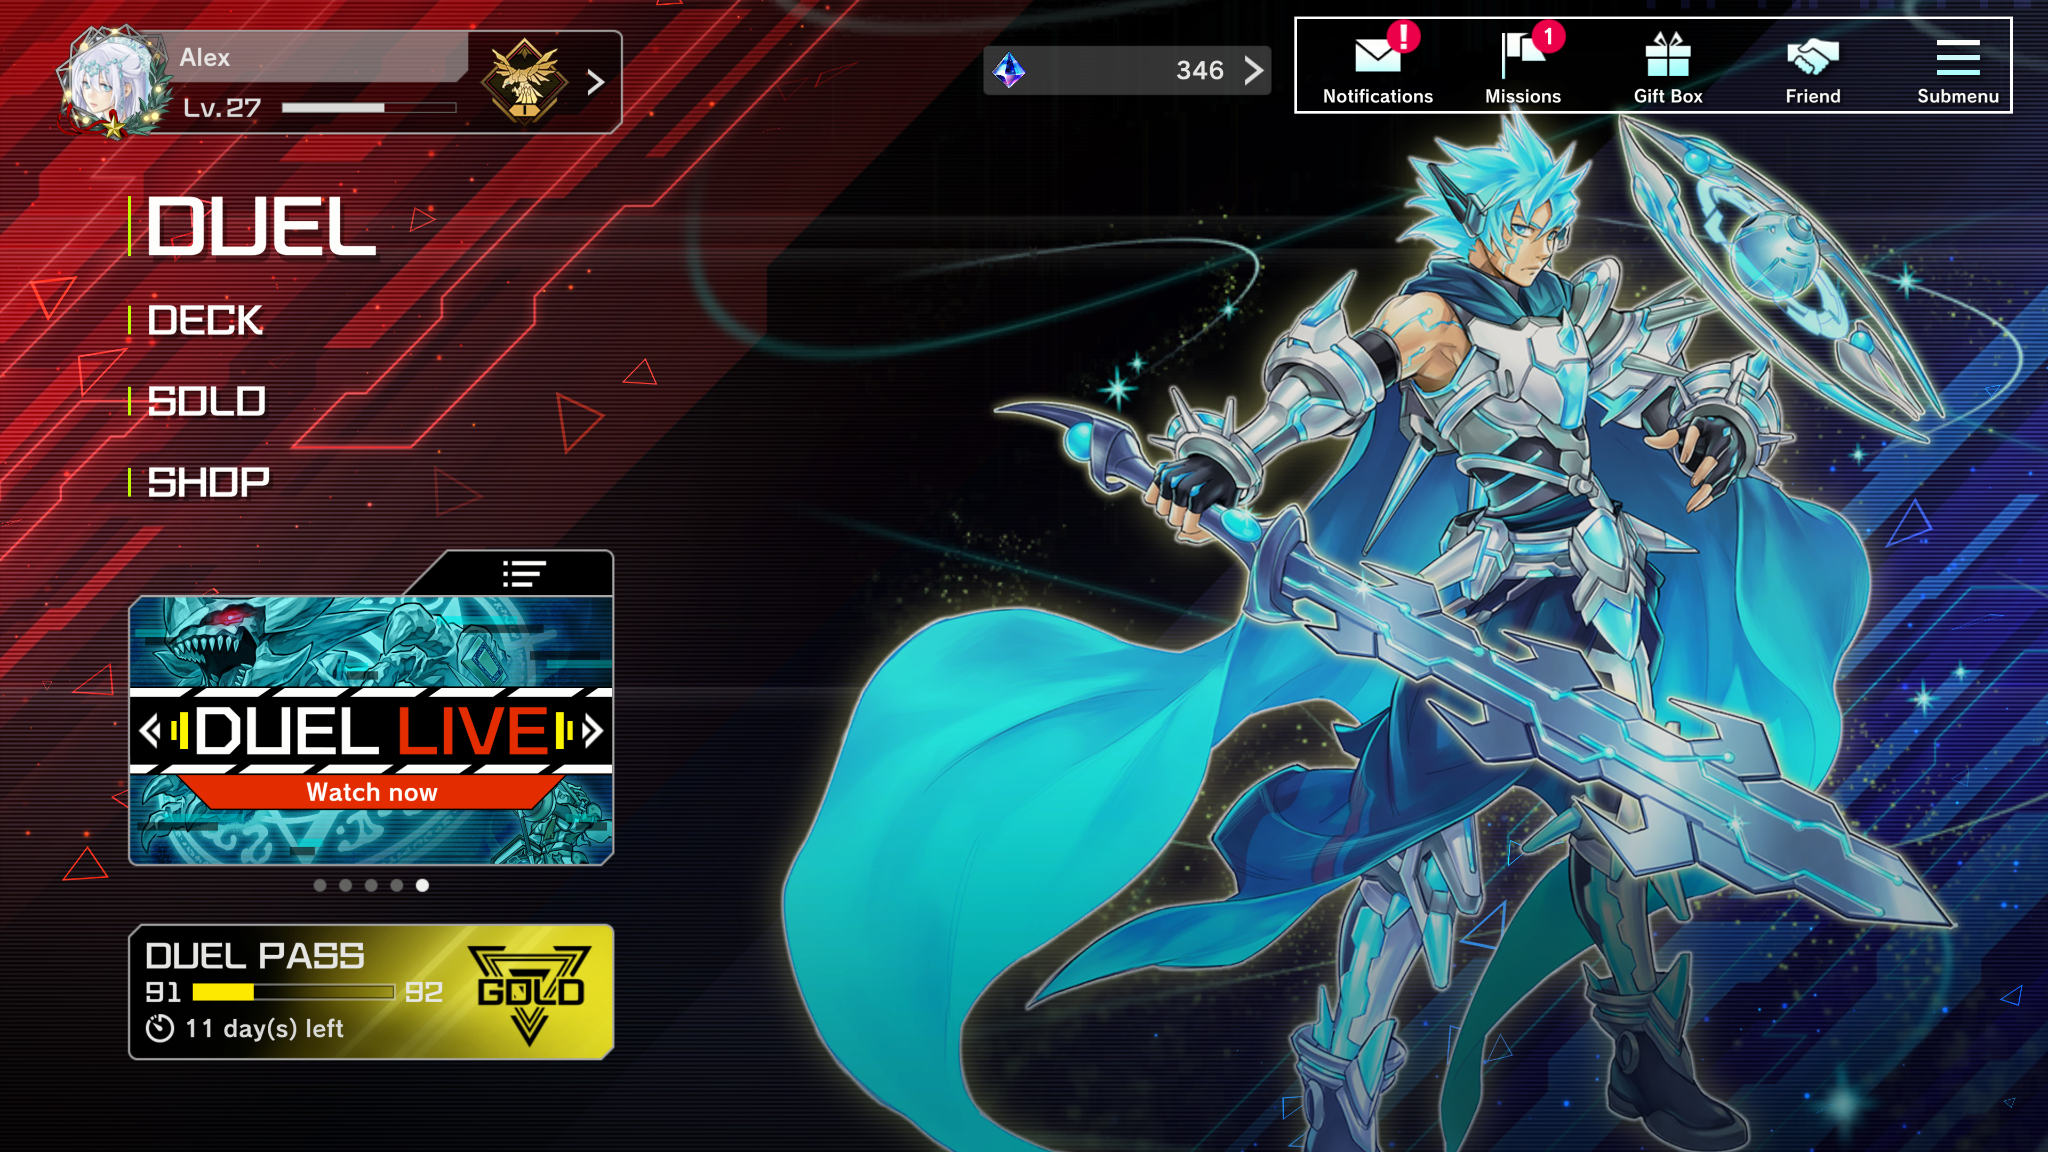 Alex
Lv.27
346
!
Notifications
1
Missions
Gift Box
Friend
Submenu
DUEL
DECK
SOLO
SHOP
DUEL LIVE
Watch now
DUEL PASS
91
92
GOLD
11 day(s) left